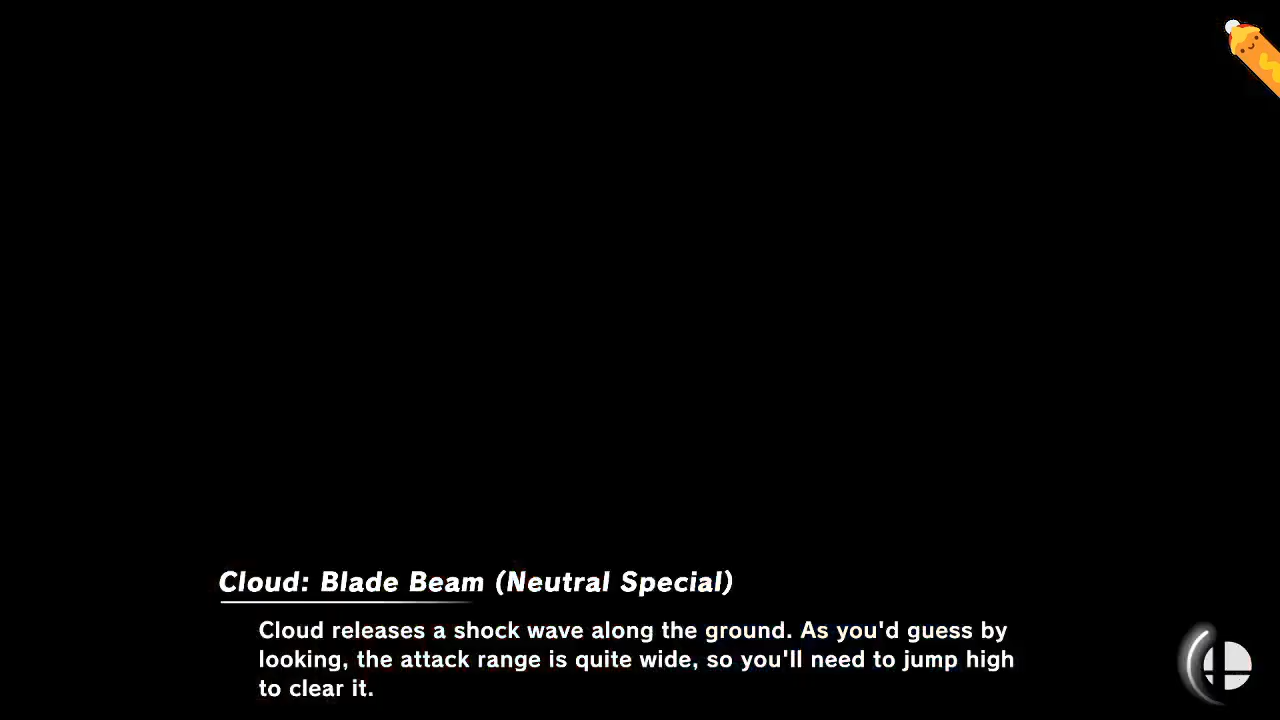 Cloud: Blade Beam (Neutral Special)
Cloud releases a shock wave along the ground. As you'd guess by
looking, the attack range is quite wide, so you'll need to jump high
to clear it.